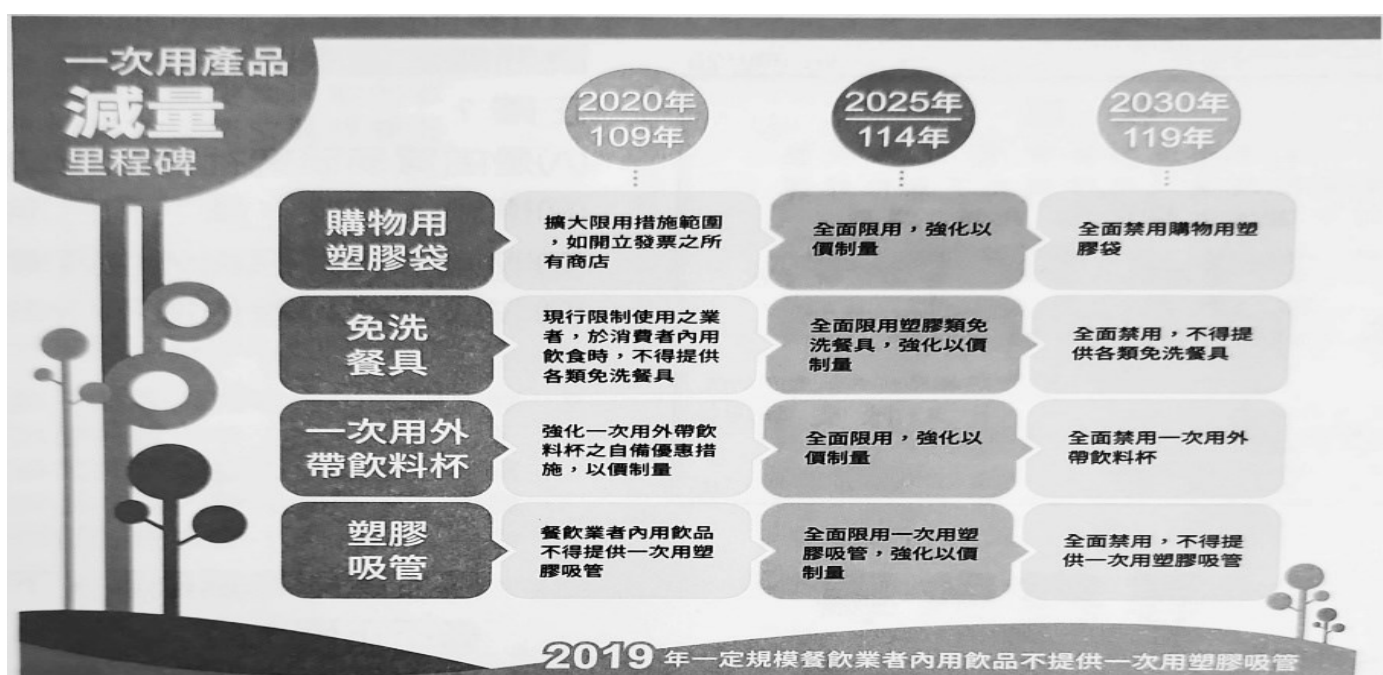 一次用產品
減量
里程碑
2020年
109年
2025年
114年
2030年
119年
購物用
塑膠袋
擴大限用措施範圍
，如開立發票之所
有商店
全面限用，強化以
價制量
全面禁用購物用塑
膠袋
免洗
餐具
現行限制使用之業
者，於消費者內用
飲食時，不得提供
各類免洗餐具
全面限用塑膠類免
洗餐具，強化以價
制量
全面禁用，不得提
供各類免洗餐具
一次用外
帶飲料杯
強化一次用外帶飲
料杯之自備優惠措
施，以價制量
全面限用，強化以
價制量
全面禁用一次用外
帶飲料杯
塑膠
吸管
餐飲業者內用飲品
不得提供一次用塑
膠吸管
全面限用一次用塑
膠吸管，強化以價
制量
全面禁用，不得提
供一次用塑膠吸管
2019 年一定規模餐飲業者內用飲品不提供一次用塑膠吸管